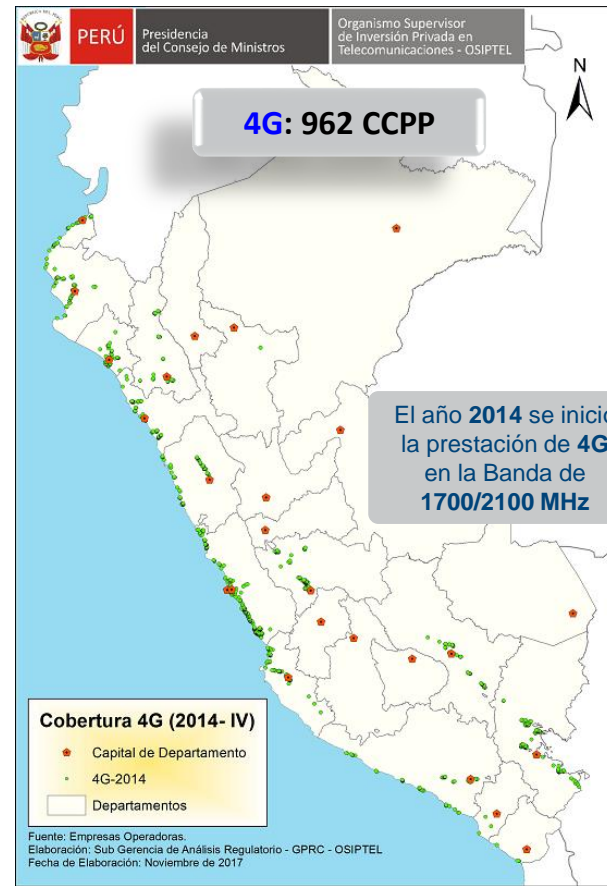 PERÚ
Presidencia
del Consejo de Ministros
Organismo Supervisor
de Inversión Privada en
Telecomunicaciones - OSIPTEL
N
4G: 962 CCPP
El año 2014 se inició
la prestación de 4G
en la Banda de
1700/2100 MHz
Cobertura 4G (2014- IV)
Capital de Departamento
4G-2014
Departamentos
Fuente: Empresas Operadoras.
Elaboración: Sub Gerencia de Análisis Regulatorio - GPRC - OSIPTEL
Fecha de Elaboración: Noviembre de 2017